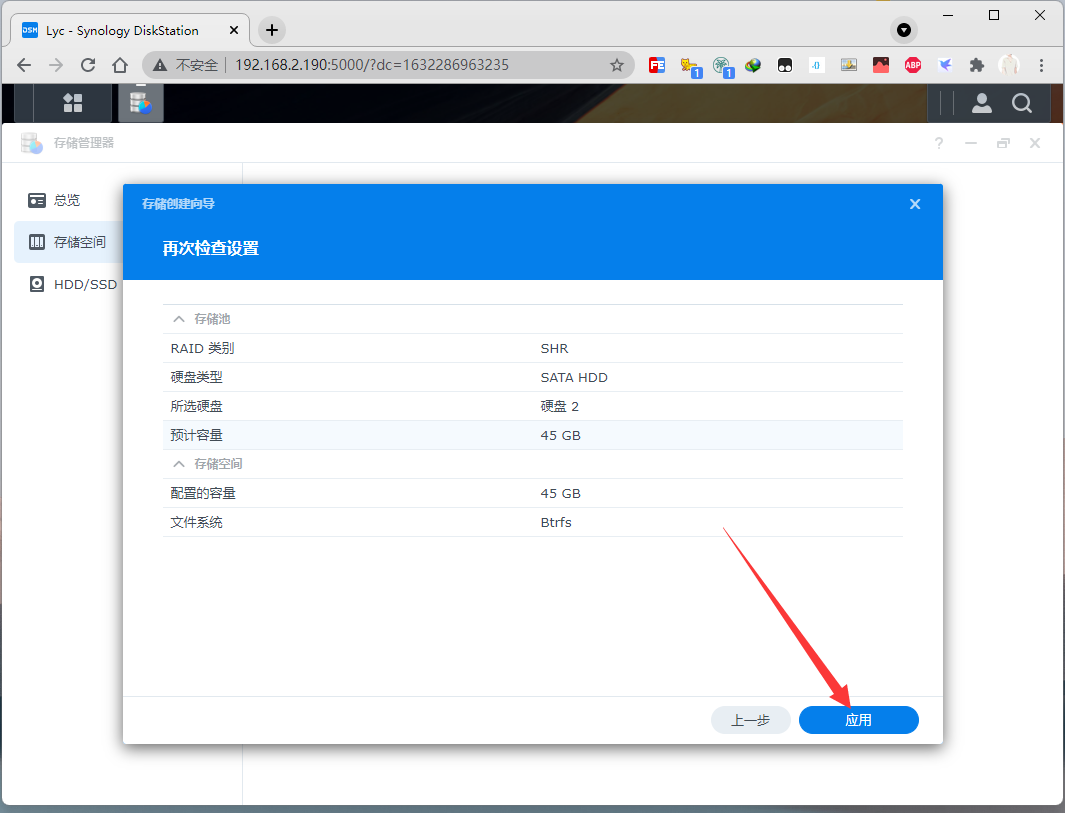 DSM Lyc - Synology DiskStation
不安全 192.168.2.190:5000/?dc=1632286963235
FE 1 1 ABP
存储管理器
总览
存储空间
HDD/SSD
存储创建向导
再次检查设置
存储池
RAID 类别 SHR
硬盘类型 SATA HDD
所选硬盘 硬盘 2
预计容量 45 GB
存储空间
配置的容量 45 GB
文件系统 Btrfs
上一步 应用